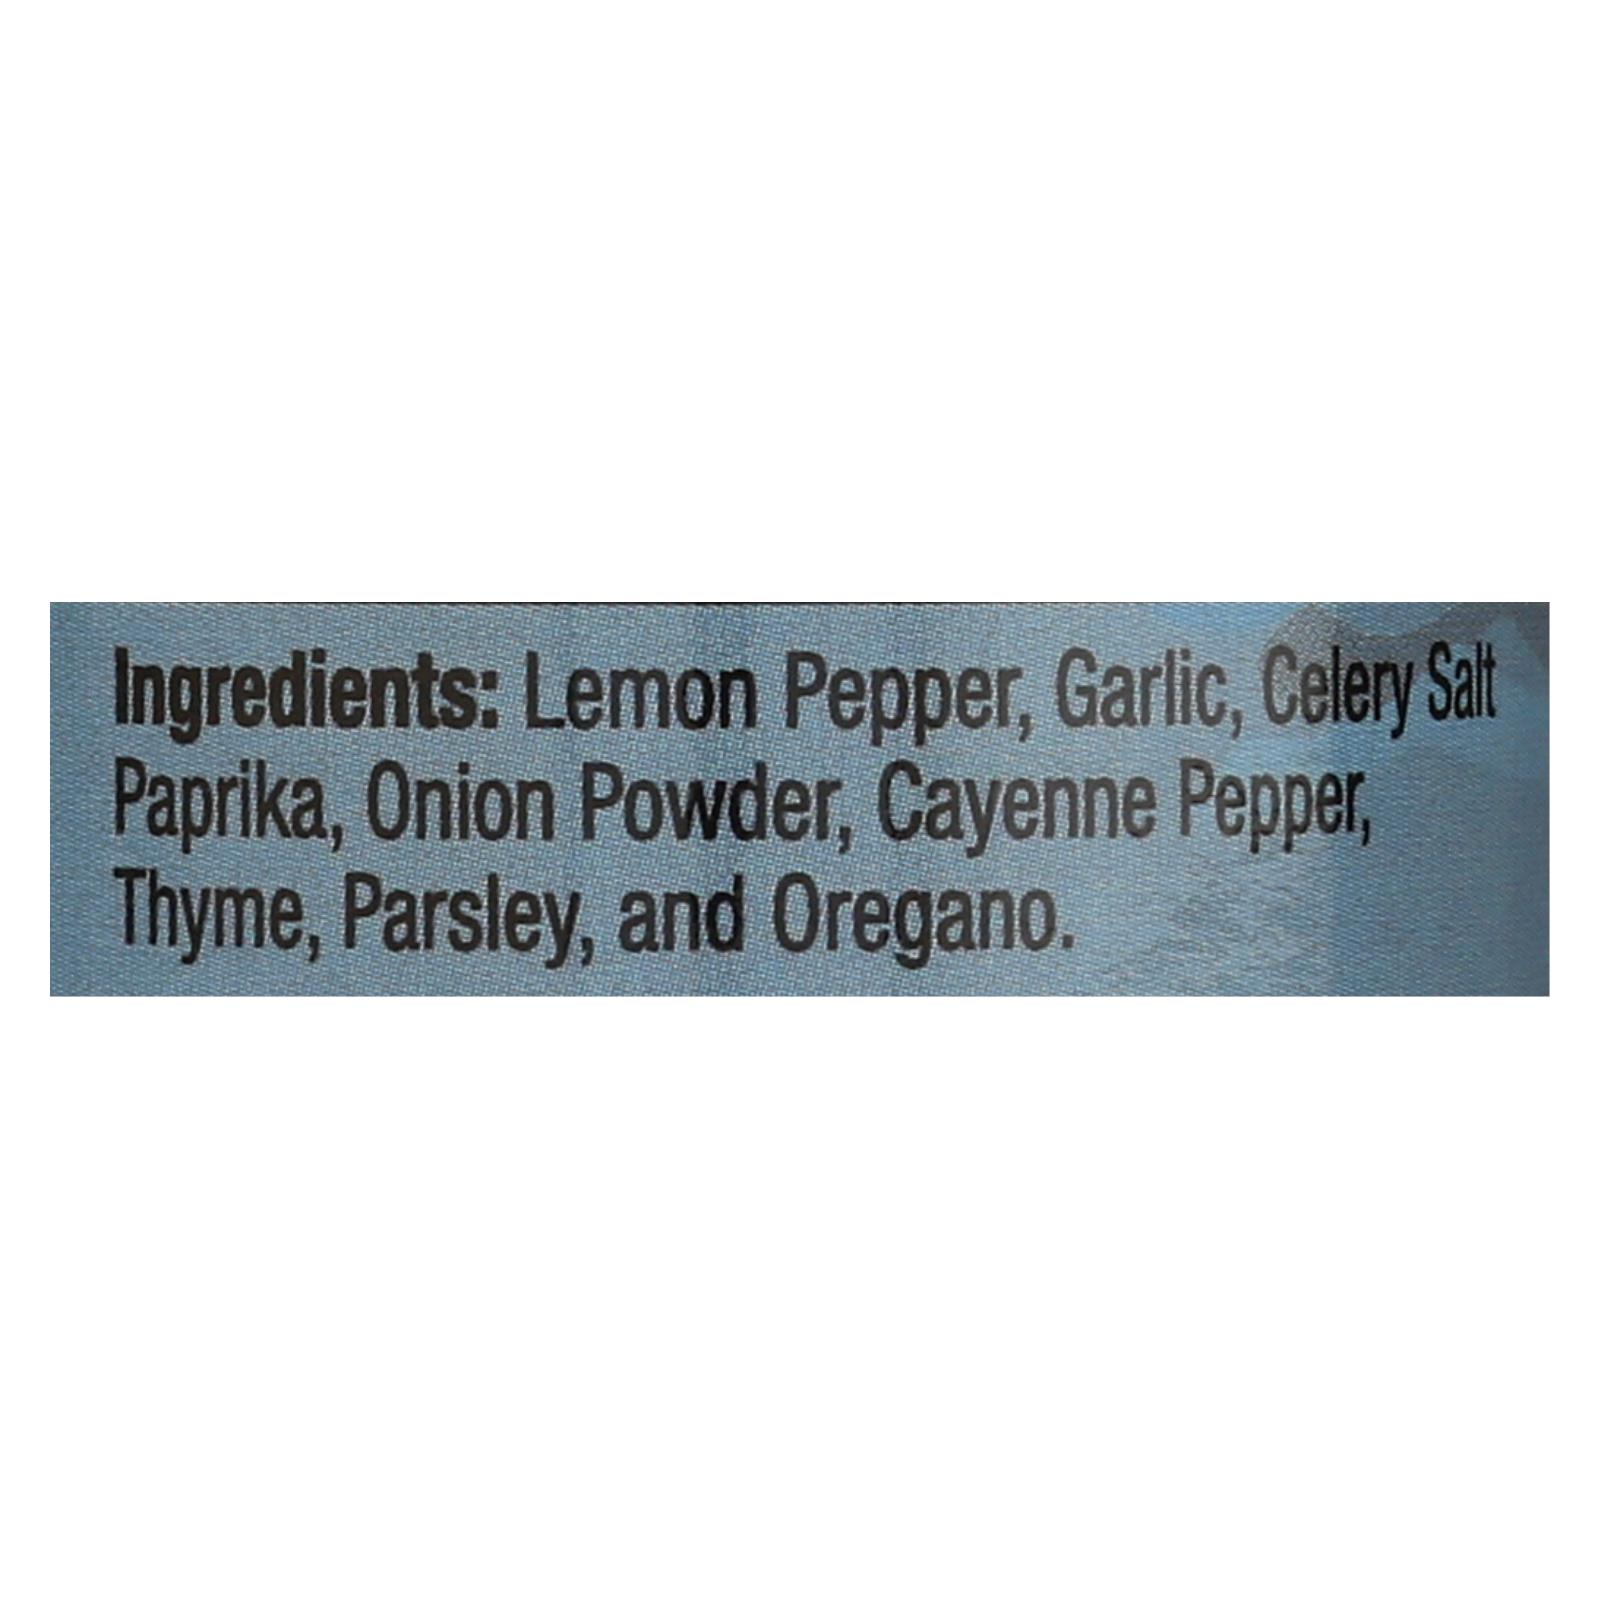 Ingredients: Lemon Pepper, Garlic, Celery Salt
Paprika, Onion Powder, Cayenne Pepper,
Thyme, Parsley, and Oregano.